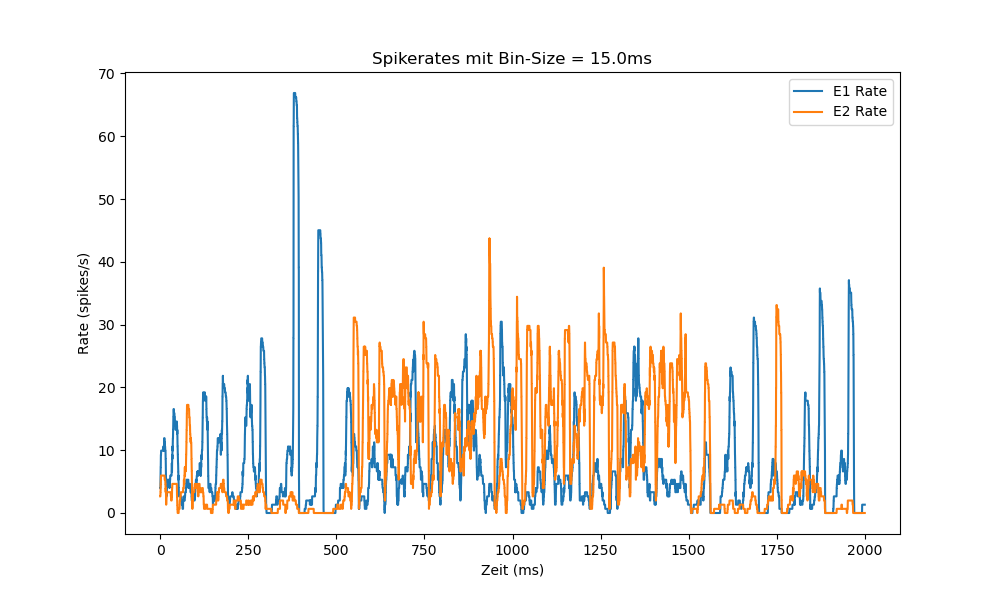 Spikerates mit Bin-Size = 15.0ms
E1 Rate
E2 Rate
Rate (spikes/s)
70
60
50
40
30
20
10
0
0 250 500 750 1000 1250 1500 1750 2000
Zeit (ms)